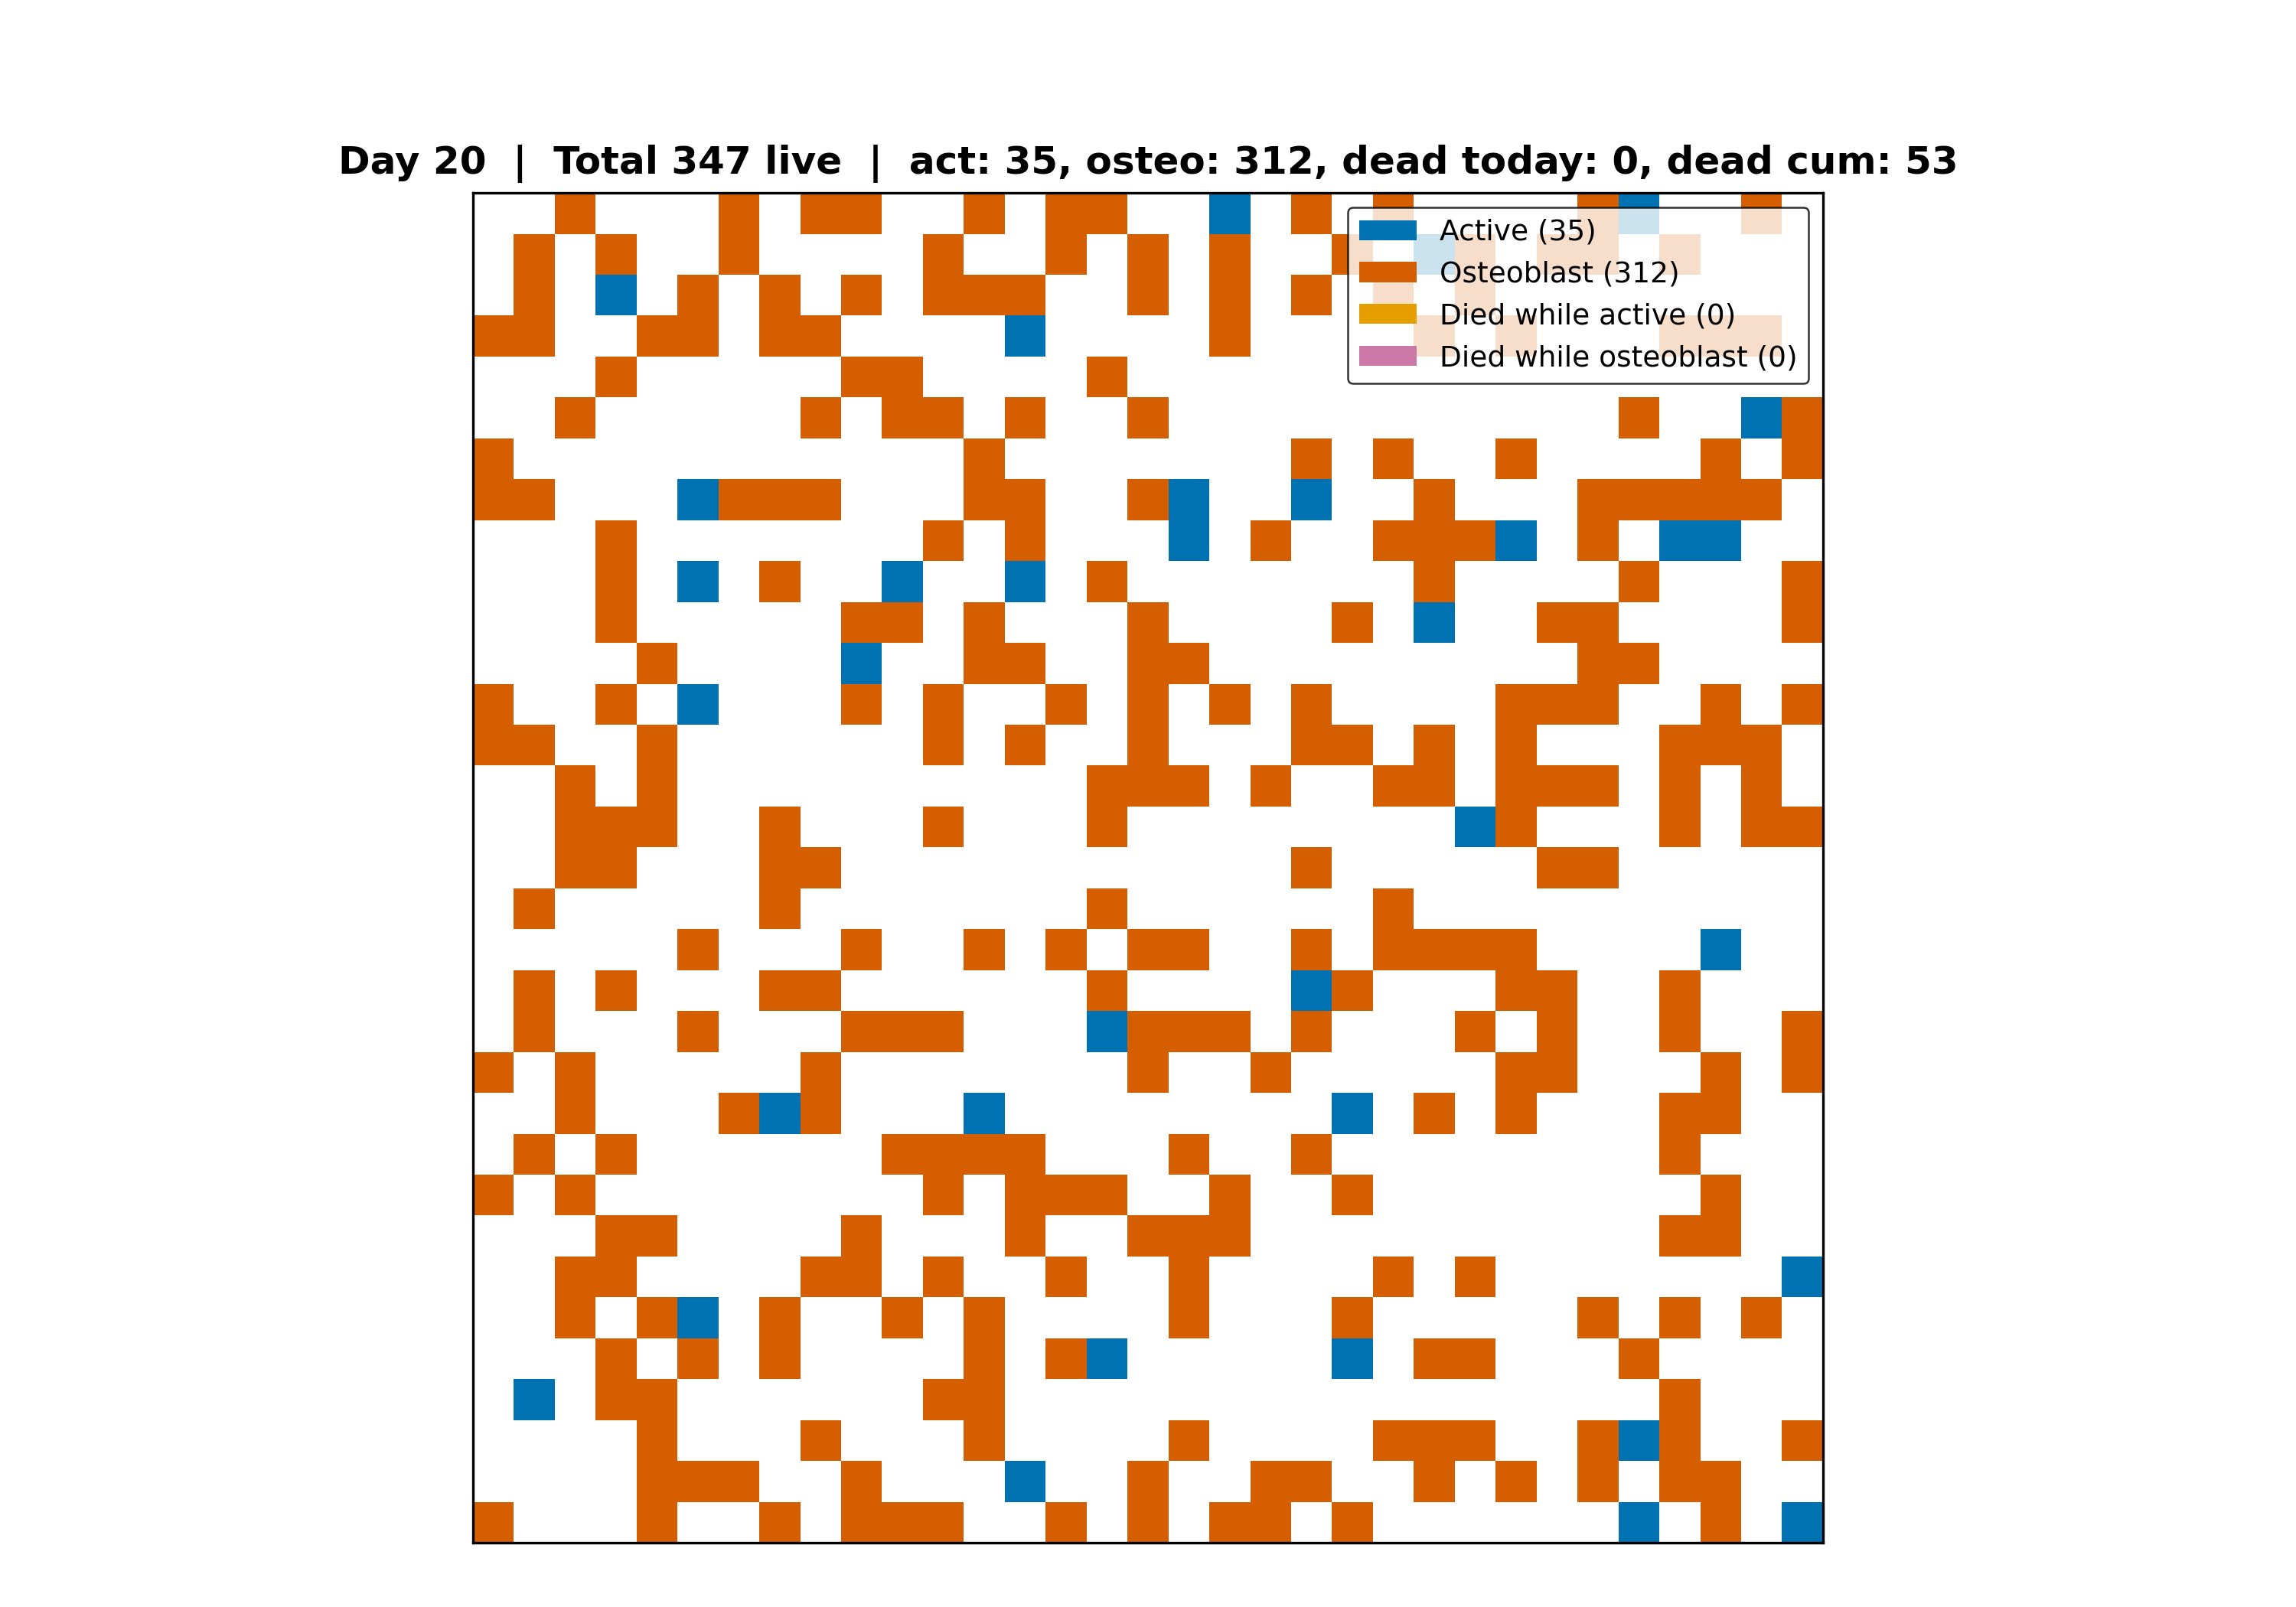 Day 20 | Total 347 live | act: 35, osteo: 312, dead today: 0, dead cum: 53
Active (35)
Osteoblast (312)
Died while active (0)
Died while osteoblast (0)